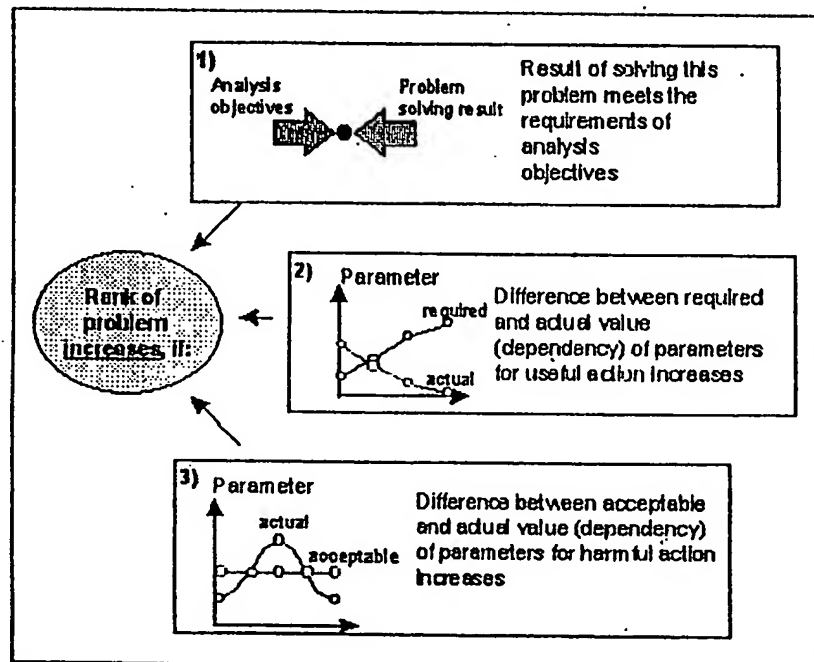 1)
Analysis
objectives
Problem
solving result
Result of solving this
problem meets the
requirements of
analysis
objectives
Rank of
problem
increases, if:
2)
Parameter
required
actual
Difference between required
and actual value
(dependency) of parameters
for useful action increases
3)
Parameter
actual
acceptable
Difference between acceptable
and actual value (dependency)
of parameters for harmful action
increases